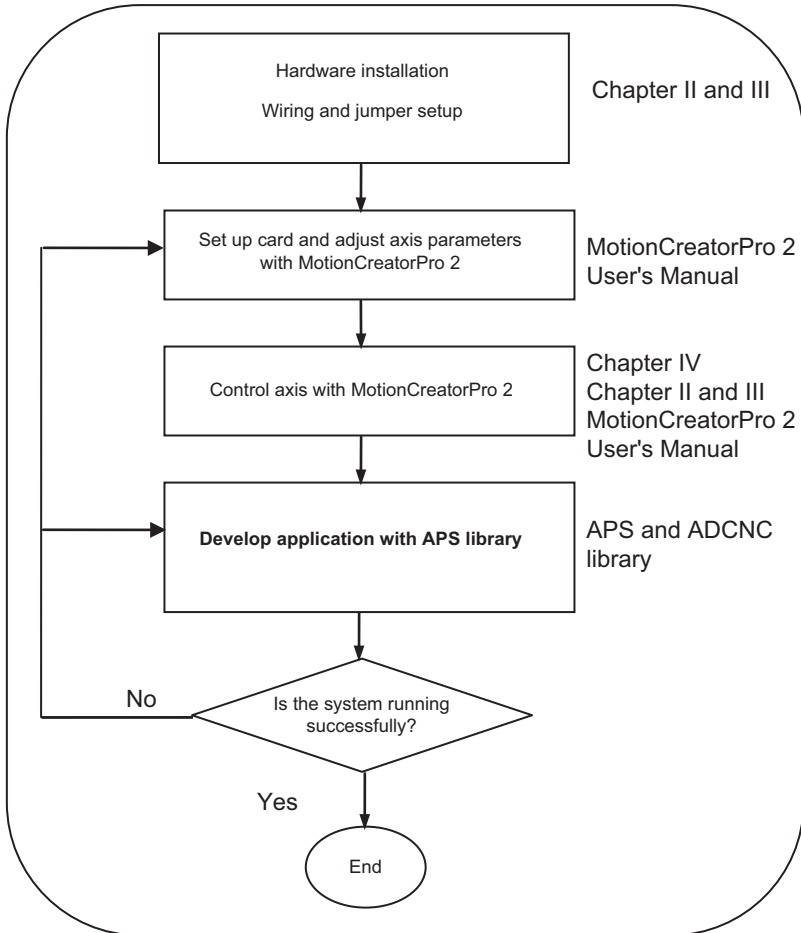 Hardware installation
Wiring and jumper setup
Chapter II and III
Set up card and adjust axis parameters
with MotionCreatorPro 2
MotionCreatorPro 2
User's Manual
Control axis with MotionCreatorPro 2
Chapter IV
Chapter II and III
MotionCreatorPro 2
User's Manual
Develop application with APS library
APS and ADCNC
library
Is the system running
successfully?
No
Yes
End